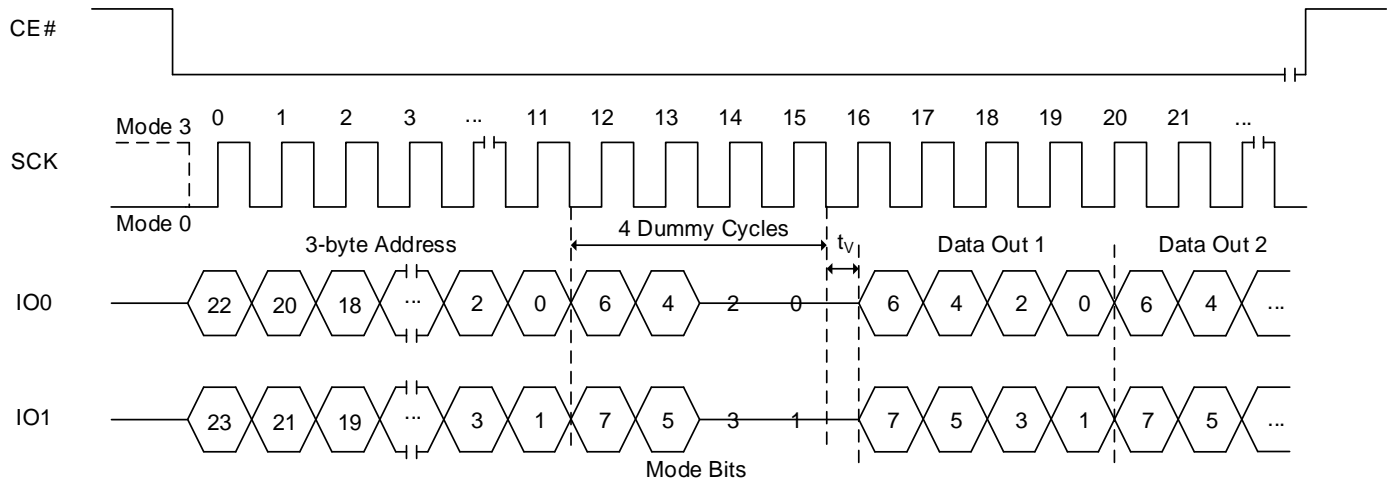 CE#
Mode 3 0 1 2 3 ... 11 12 13 14 15 16 17 18 19 20 21 ...
SCK
Mode 0
3-byte Address 4 Dummy Cycles tV Data Out 1 Data Out 2
IO0 22 20 18 ... 2 0 6 4 2 0 6 4 2 0 6 4 ...
IO1 23 21 19 ... 3 1 7 5 3 1 7 5 3 1 7 5 ...
Mode Bits